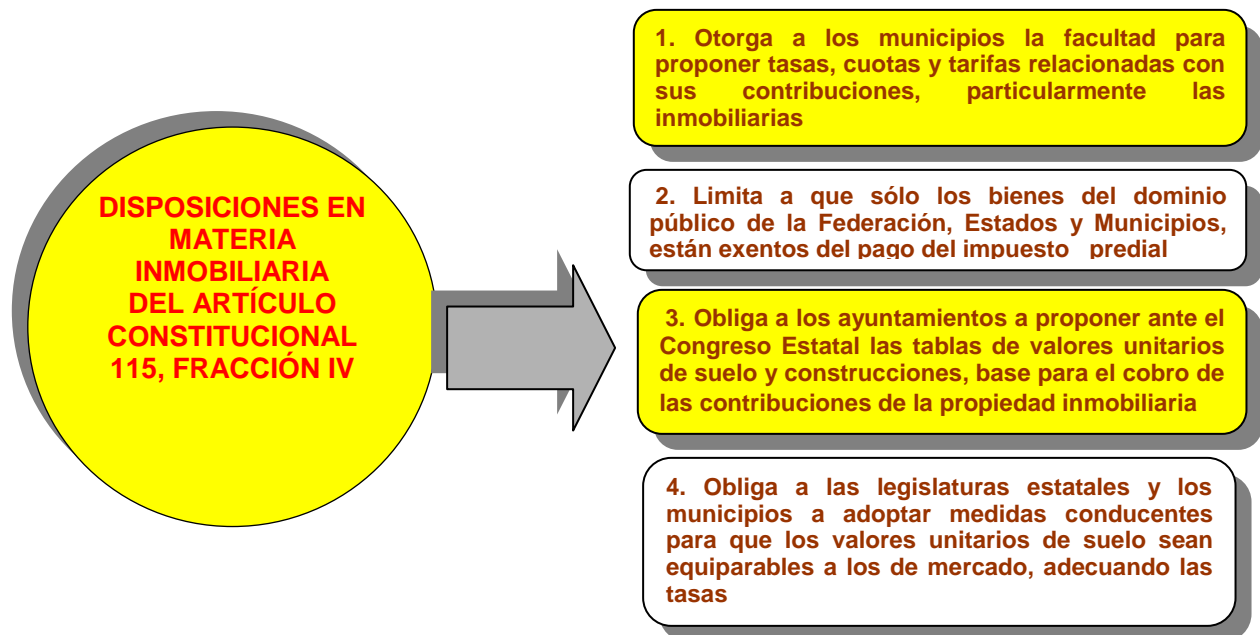 DISPOSICIONES EN
MATERIA
INMOBILIARIA
DEL ARTÍCULO
CONSTITUCIONAL
115, FRACCIÓN IV
1. Otorga a los municipios la facultad para
proponer tasas, cuotas y tarifas relacionadas con
sus contribuciones, particularmente las
inmobiliarias
2. Limita a que sólo los bienes del dominio
público de la Federación, Estados y Municipios,
están exentos del pago del impuesto predial
3. Obliga a los ayuntamientos a proponer ante el
Congreso Estatal las tablas de valores unitarios
de suelo y construcciones, base para el cobro de
las contribuciones de la propiedad inmobiliaria
4. Obliga a las legislaturas estatales y los
municipios a adoptar medidas conducentes
para que los valores unitarios de suelo sean
equiparables a los de mercado, adecuando las
tasas